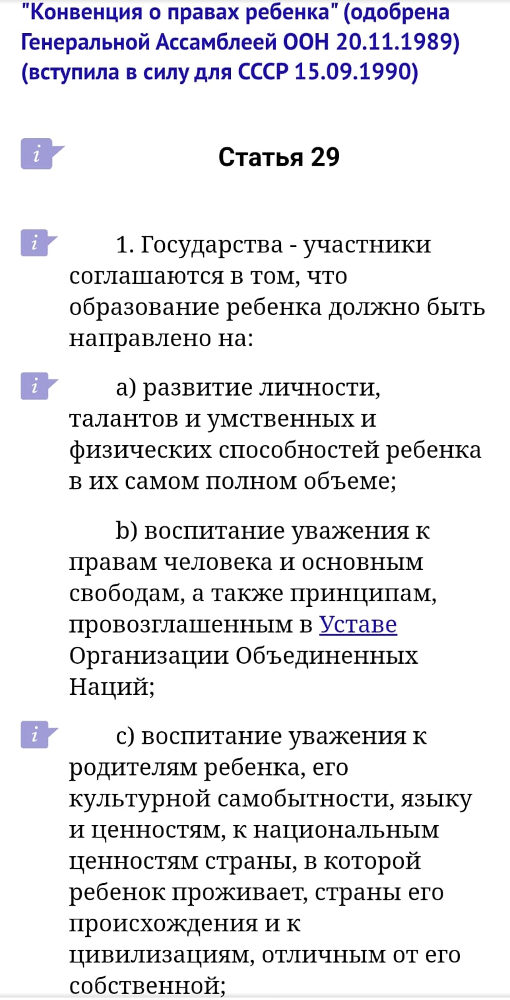 "Конвенция о правах ребенка" (одобрена
Генеральной Ассамблеей ООН 20.11.1989)
(вступила в силу для СССР 15.09.1990)
i
Статья 29
i
1. Государства - участники
соглашаются в том, что
образование ребенка должно быть
направлено на:
i
a) развитие личности,
талантов и умственных и
физических способностей ребенка
в их самом полном объеме;
b) воспитание уважения к
правам человека и основным
свободам, а также принципам,
провозглашенным в Уставе
Организации Объединенных
Наций;
i
c) воспитание уважения к
родителям ребенка, его
культурной самобытности, языку
и ценностям, к национальным
ценностям страны, в которой
ребенок проживает, страны его
происхождения и к
цивилизациям, отличным от его
собственной;